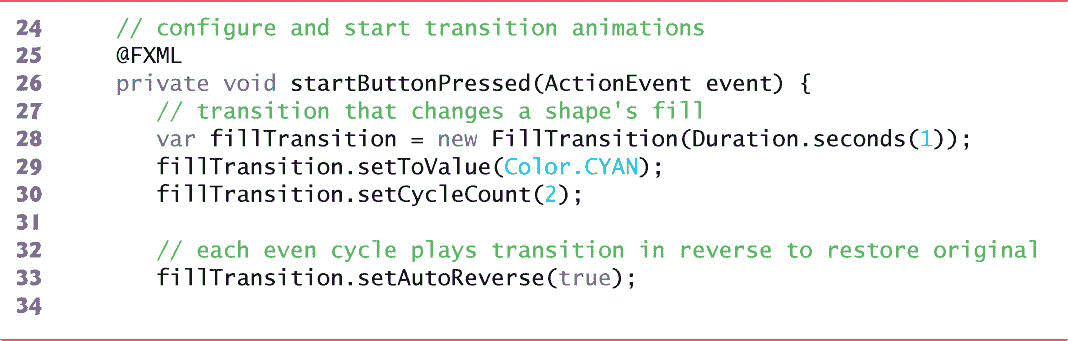 24 // configure and start transition animations
25 @FXML
26 private void startButtonPressed(ActionEvent event) {
27 // transition that changes a shape's fill
28 var fillTransition = new FillTransition(Duration.seconds(1));
29 fillTransition.setToValue(Color.CYAN);
30 fillTransition.setCycleCount(2);
31
32 // each even cycle plays transition in reverse to restore original
33 fillTransition.setAutoReverse(true);
34